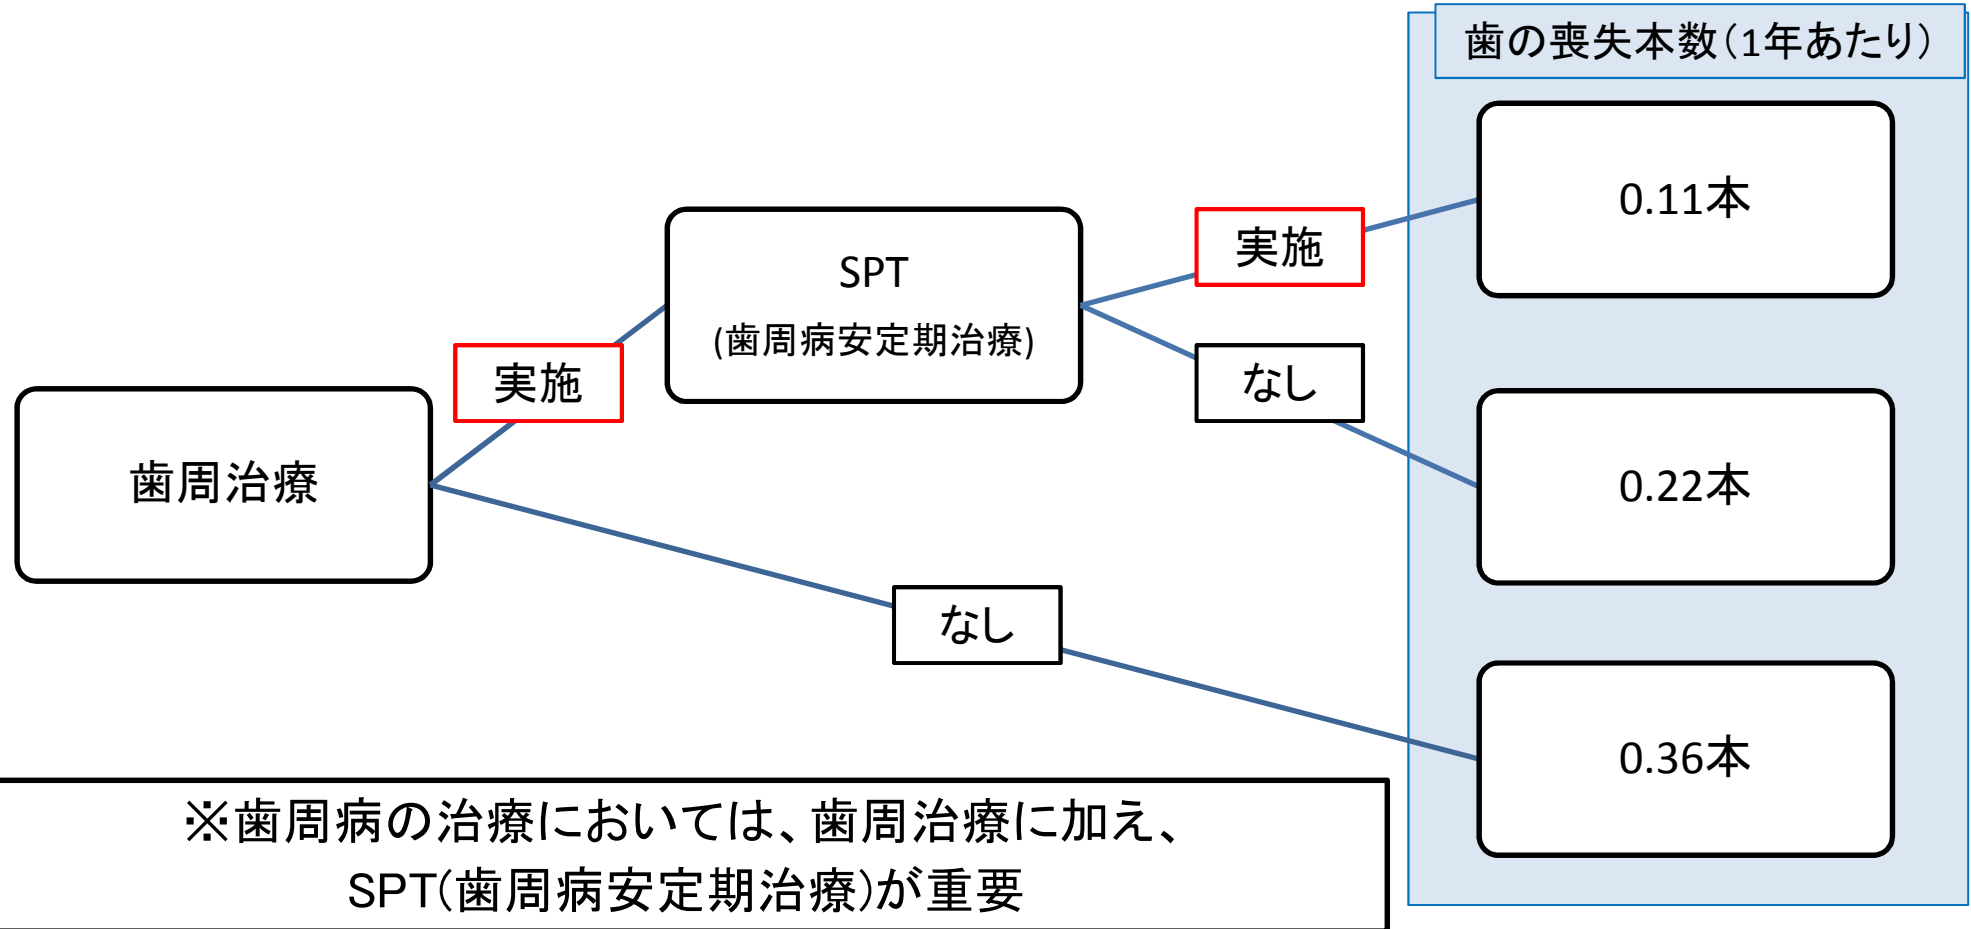 歯の喪失本数(1年あたり)
0.11本
実施
SPT
(歯周病安定期治療)
実施
なし
歯周治療
0.22本
なし
0.36本
※歯周病の治療においては、歯周治療に加え、
SPT(歯周病安定期治療)が重要